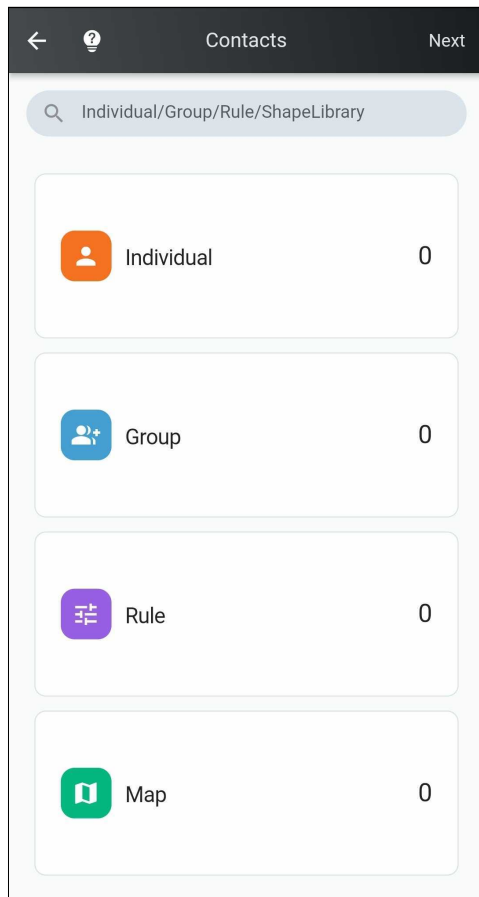 Contacts Next
Individual/Group/Rule/ShapeLibrary
Individual 0
Group 0
Rule 0
Map 0